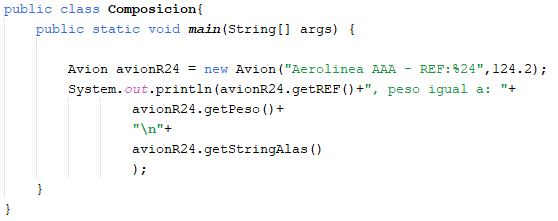 public class Composicion{
public static void main(String[] args) {
Avion avionR24 = new Avion("Aerolinea AAA - REF:%24",124.2);
System.out.println(avionR24.getREF()+", peso igual a: "+
avionR24.getPeso()+
"\n"+
avionR24.getStringAlas()
);
}
}